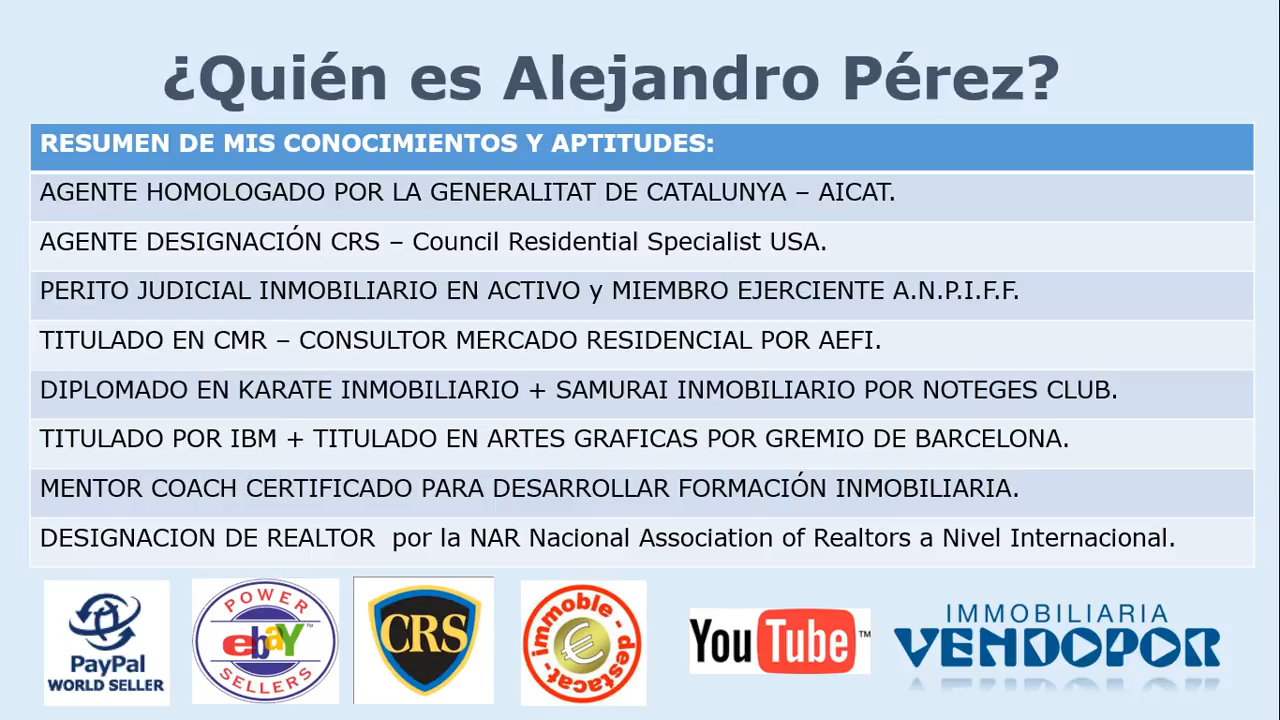 ¿Quién es Alejandro Pérez?
RESUMEN DE MIS CONOCIMIENTOS Y APTITUDES:
AGENTE HOMOLOGADO POR LA GENERALITAT DE CATALUNYA – AICAT.
AGENTE DESIGNACIÓN CRS – Council Residential Specialist USA.
PERITO JUDICIAL INMOBILIARIO EN ACTIVO y MIEMBRO EJERCIENTE A.N.P.I.F.F.
TITULADO EN CMR – CONSULTOR MERCADO RESIDENCIAL POR AEFI.
DIPLOMADO EN KARATE INMOBILIARIO + SAMURAI INMOBILIARIO POR NOTEGES CLUB.
TITULADO POR IBM + TITULADO EN ARTES GRAFICAS POR GREMIO DE BARCELONA.
MENTOR COACH CERTIFICADO PARA DESARROLLAR FORMACIÓN INMOBILIARIA.
DESIGNACION DE REALTOR por la NAR Nacional Association of Realtors a Nivel Internacional.
PayPal
WORLD SELLER
POWER
ebaY™
SELLERS
CRS
immoble - destacat -
€
YouTube™
IMMOBILIARIA
VENDOPOR